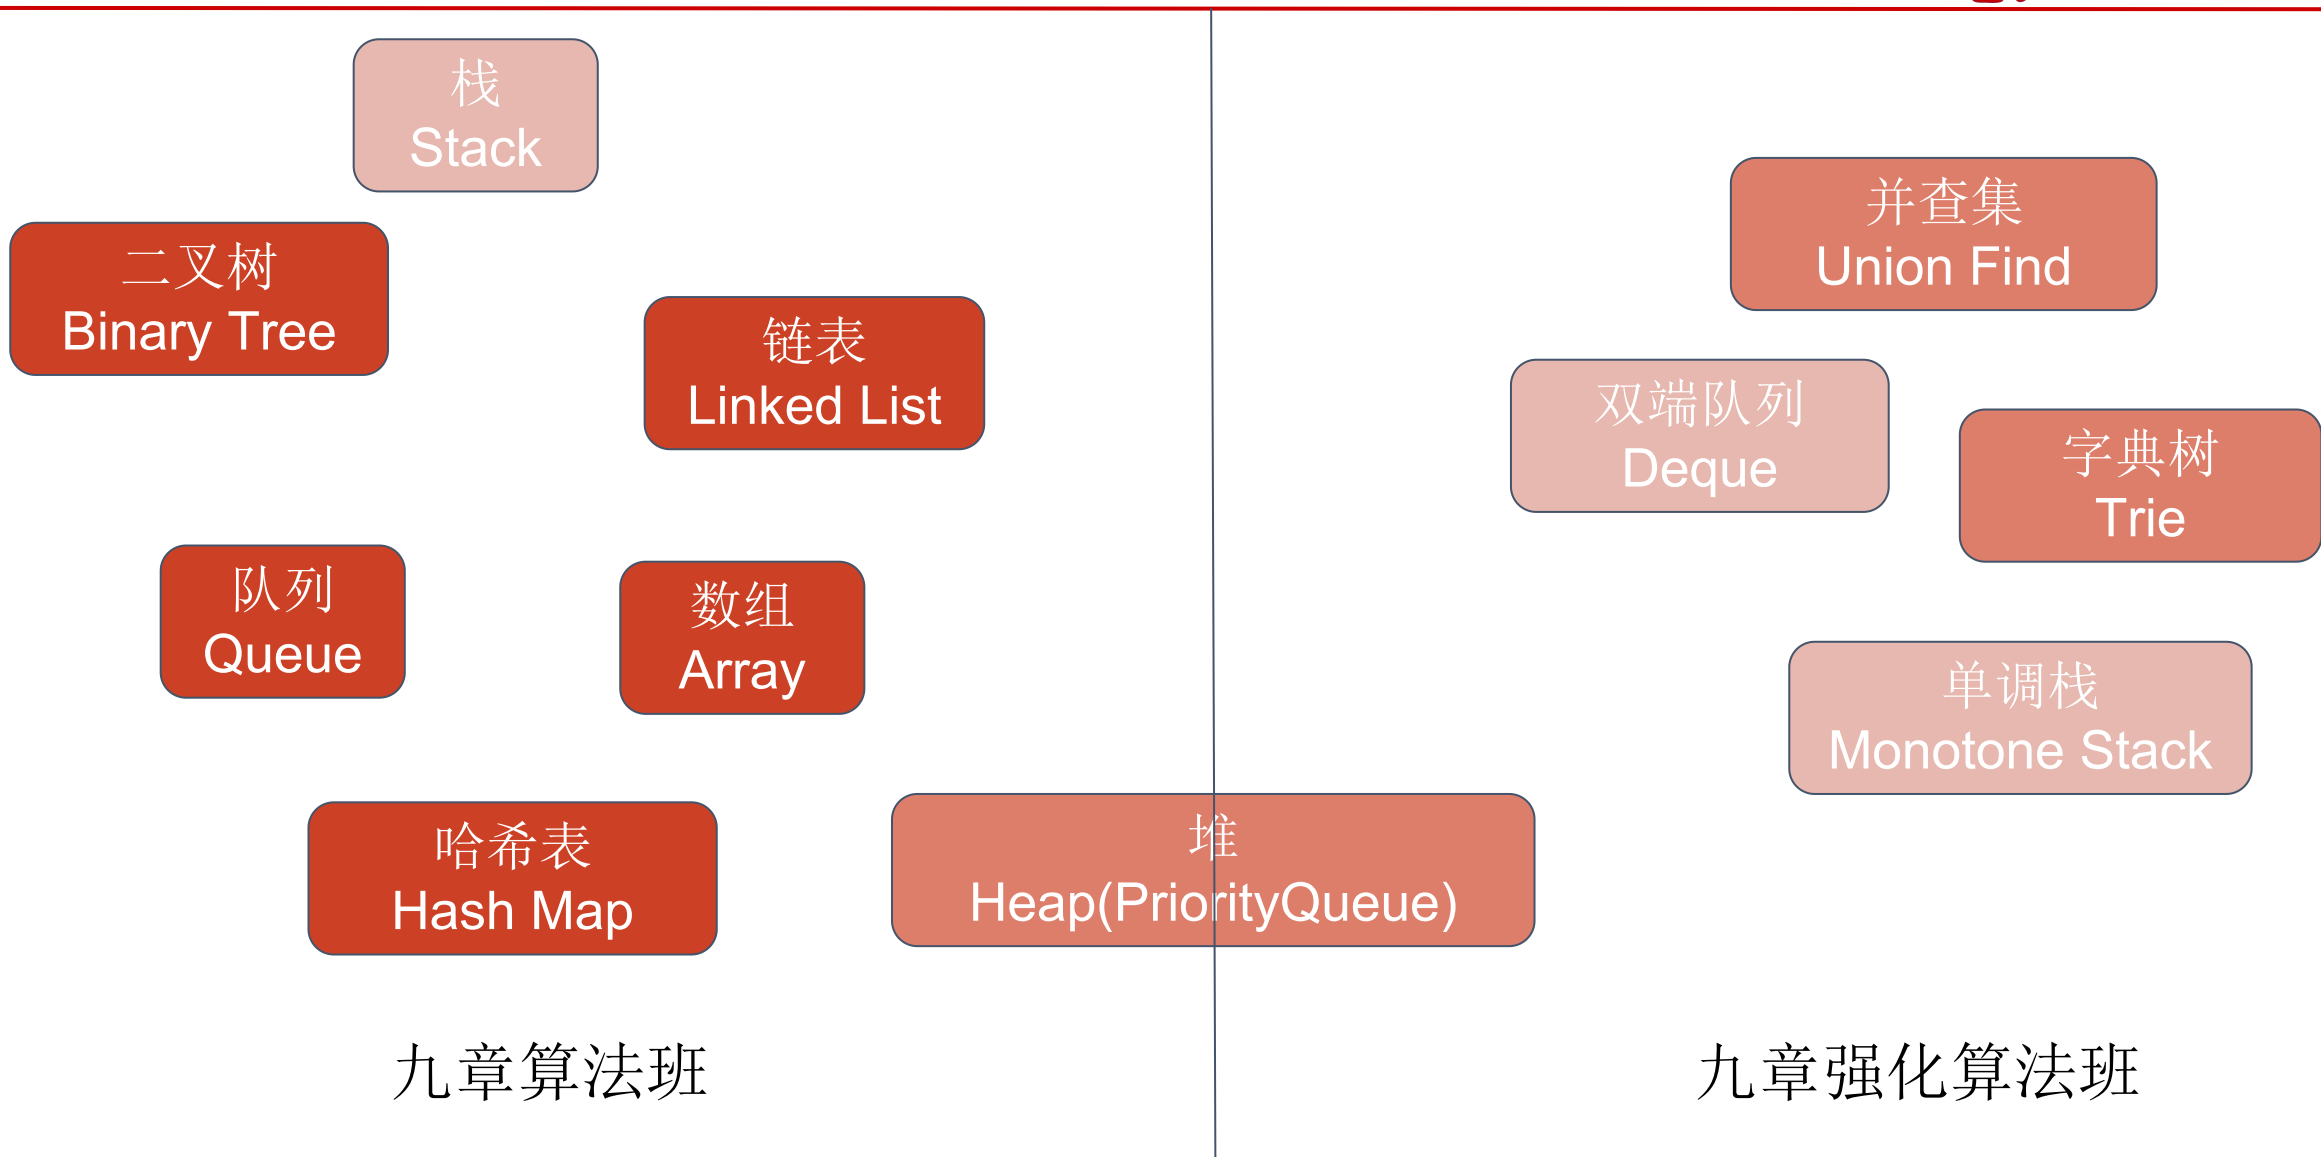 栈
Stack
二叉树
Binary Tree
链表
Linked List
队列
Queue
数组
Array
哈希表
Hash Map
堆
Heap(PriorityQueue)
并查集
Union Find
双端队列
Deque
字典树
Trie
单调栈
Monotone Stack
九章算法班
九章强化算法班